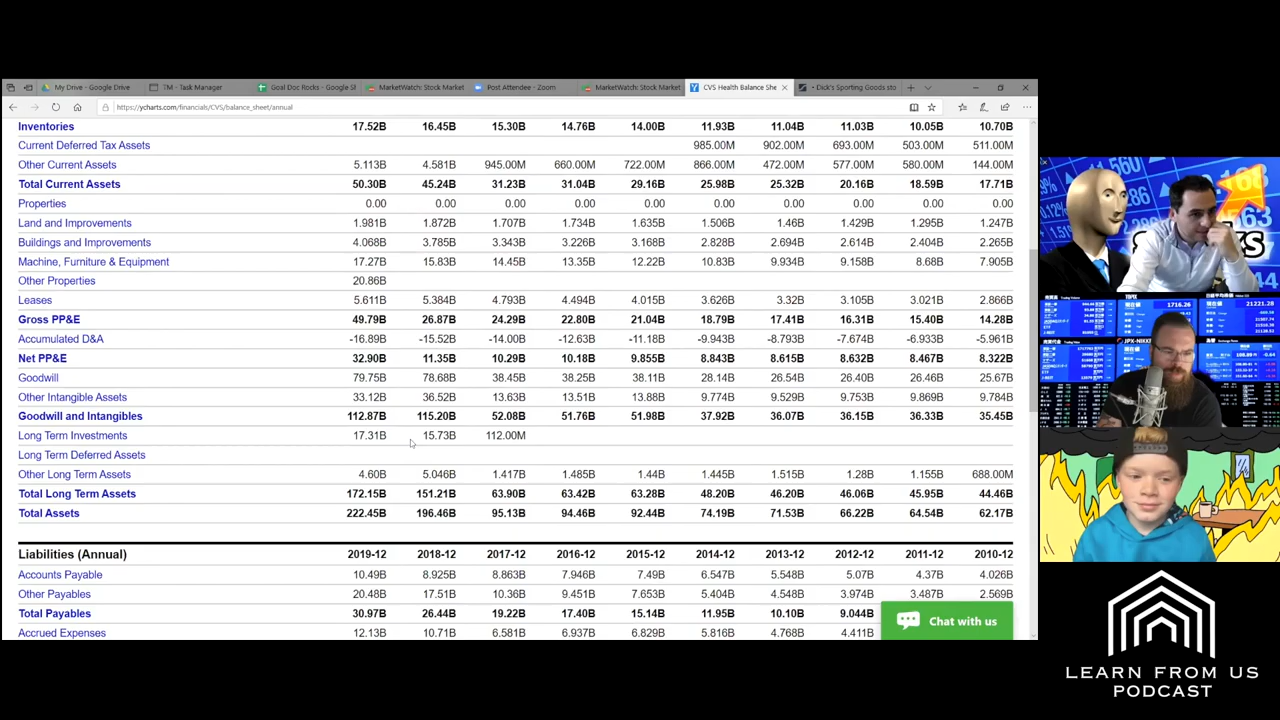 My Drive - Google Drive TM - Task Manager Goal Doc Rocks - Google Sh MarketWatch: Stock Market Post Attendee - Zoom MarketWatch: Stock Market CVS Health Balance She • Dick's Sporting Goods sto
https://ycharts.com/financials/CVS/balance_sheet/annual
Inventories 17.52B 16.45B 15.30B 14.76B 14.00B 11.93B 11.04B 11.03B 10.05B 10.70B
Current Deferred Tax Assets 985.00M 902.00M 693.00M 503.00M 511.00M
Other Current Assets 5.113B 4.581B 945.00M 660.00M 722.00M 866.00M 472.00M 577.00M 580.00M 144.00M
Total Current Assets 50.30B 45.24B 31.23B 31.04B 29.16B 25.98B 25.32B 20.16B 18.59B 17.71B
Properties 0.00 0.00 0.00 0.00 0.00 0.00 0.00 0.00 0.00 0.00
Land and Improvements 1.981B 1.872B 1.707B 1.734B 1.635B 1.506B 1.46B 1.429B 1.295B 1.247B
Buildings and Improvements 4.068B 3.785B 3.343B 3.226B 3.168B 2.828B 2.694B 2.614B 2.404B 2.265B
Machine, Furniture & Equipment 17.27B 15.83B 14.45B 13.35B 12.22B 10.83B 9.934B 9.158B 8.68B 7.905B
Other Properties 20.86B
Leases 5.611B 5.384B 4.793B 4.494B 4.015B 3.626B 3.32B 3.105B 3.021B 2.866B
Gross PP&E 49.79B 26.87B 24.29B 22.80B 21.04B 18.79B 17.41B 16.31B 15.40B 14.28B
Accumulated D&A -16.89B -15.52B -14.00B -12.63B -11.18B -9.943B -8.793B -7.674B -6.933B -5.961B
Net PP&E 32.90B 11.35B 10.29B 10.18B 9.855B 8.843B 8.615B 8.632B 8.467B 8.322B
Goodwill 79.75B 78.68B 38.45B 38.25B 38.11B 28.14B 26.54B 26.40B 26.46B 25.67B
Other Intangible Assets 33.12B 36.52B 13.63B 13.51B 13.88B 9.774B 9.529B 9.753B 9.869B 9.784B
Goodwill and Intangibles 112.87B 115.20B 52.08B 51.76B 51.98B 37.92B 36.07B 36.15B 36.33B 35.45B
Long Term Investments 17.31B 15.73B 112.00M
Long Term Deferred Assets
Other Long Term Assets 4.60B 5.046B 1.417B 1.485B 1.44B 1.445B 1.515B 1.28B 1.155B 688.00M
Total Long Term Assets 172.15B 151.21B 63.90B 63.42B 63.28B 48.20B 46.20B 46.06B 45.95B 44.46B
Total Assets 222.45B 196.46B 95.13B 94.46B 92.44B 74.19B 71.53B 66.22B 64.54B 62.17B
Liabilities (Annual) 2019-12 2018-12 2017-12 2016-12 2015-12 2014-12 2013-12 2012-12 2011-12 2010-12
Accounts Payable 10.49B 8.925B 8.863B 7.946B 7.49B 6.547B 5.548B 5.07B 4.37B 4.026B
Other Payables 20.48B 17.51B 10.36B 9.451B 7.653B 5.404B 4.548B 3.974B 3.487B 2.569B
Total Payables 30.97B 26.44B 19.22B 17.40B 15.14B 11.95B 10.10B 9.044B
Accrued Expenses 12.13B 10.71B 6.581B 6.937B 6.829B 5.816B 4.768B 4.411B
Chat with us
TOPIX 1716.26 21221.28
JPX-NIKKE
LEARN FROM US
PODCAST